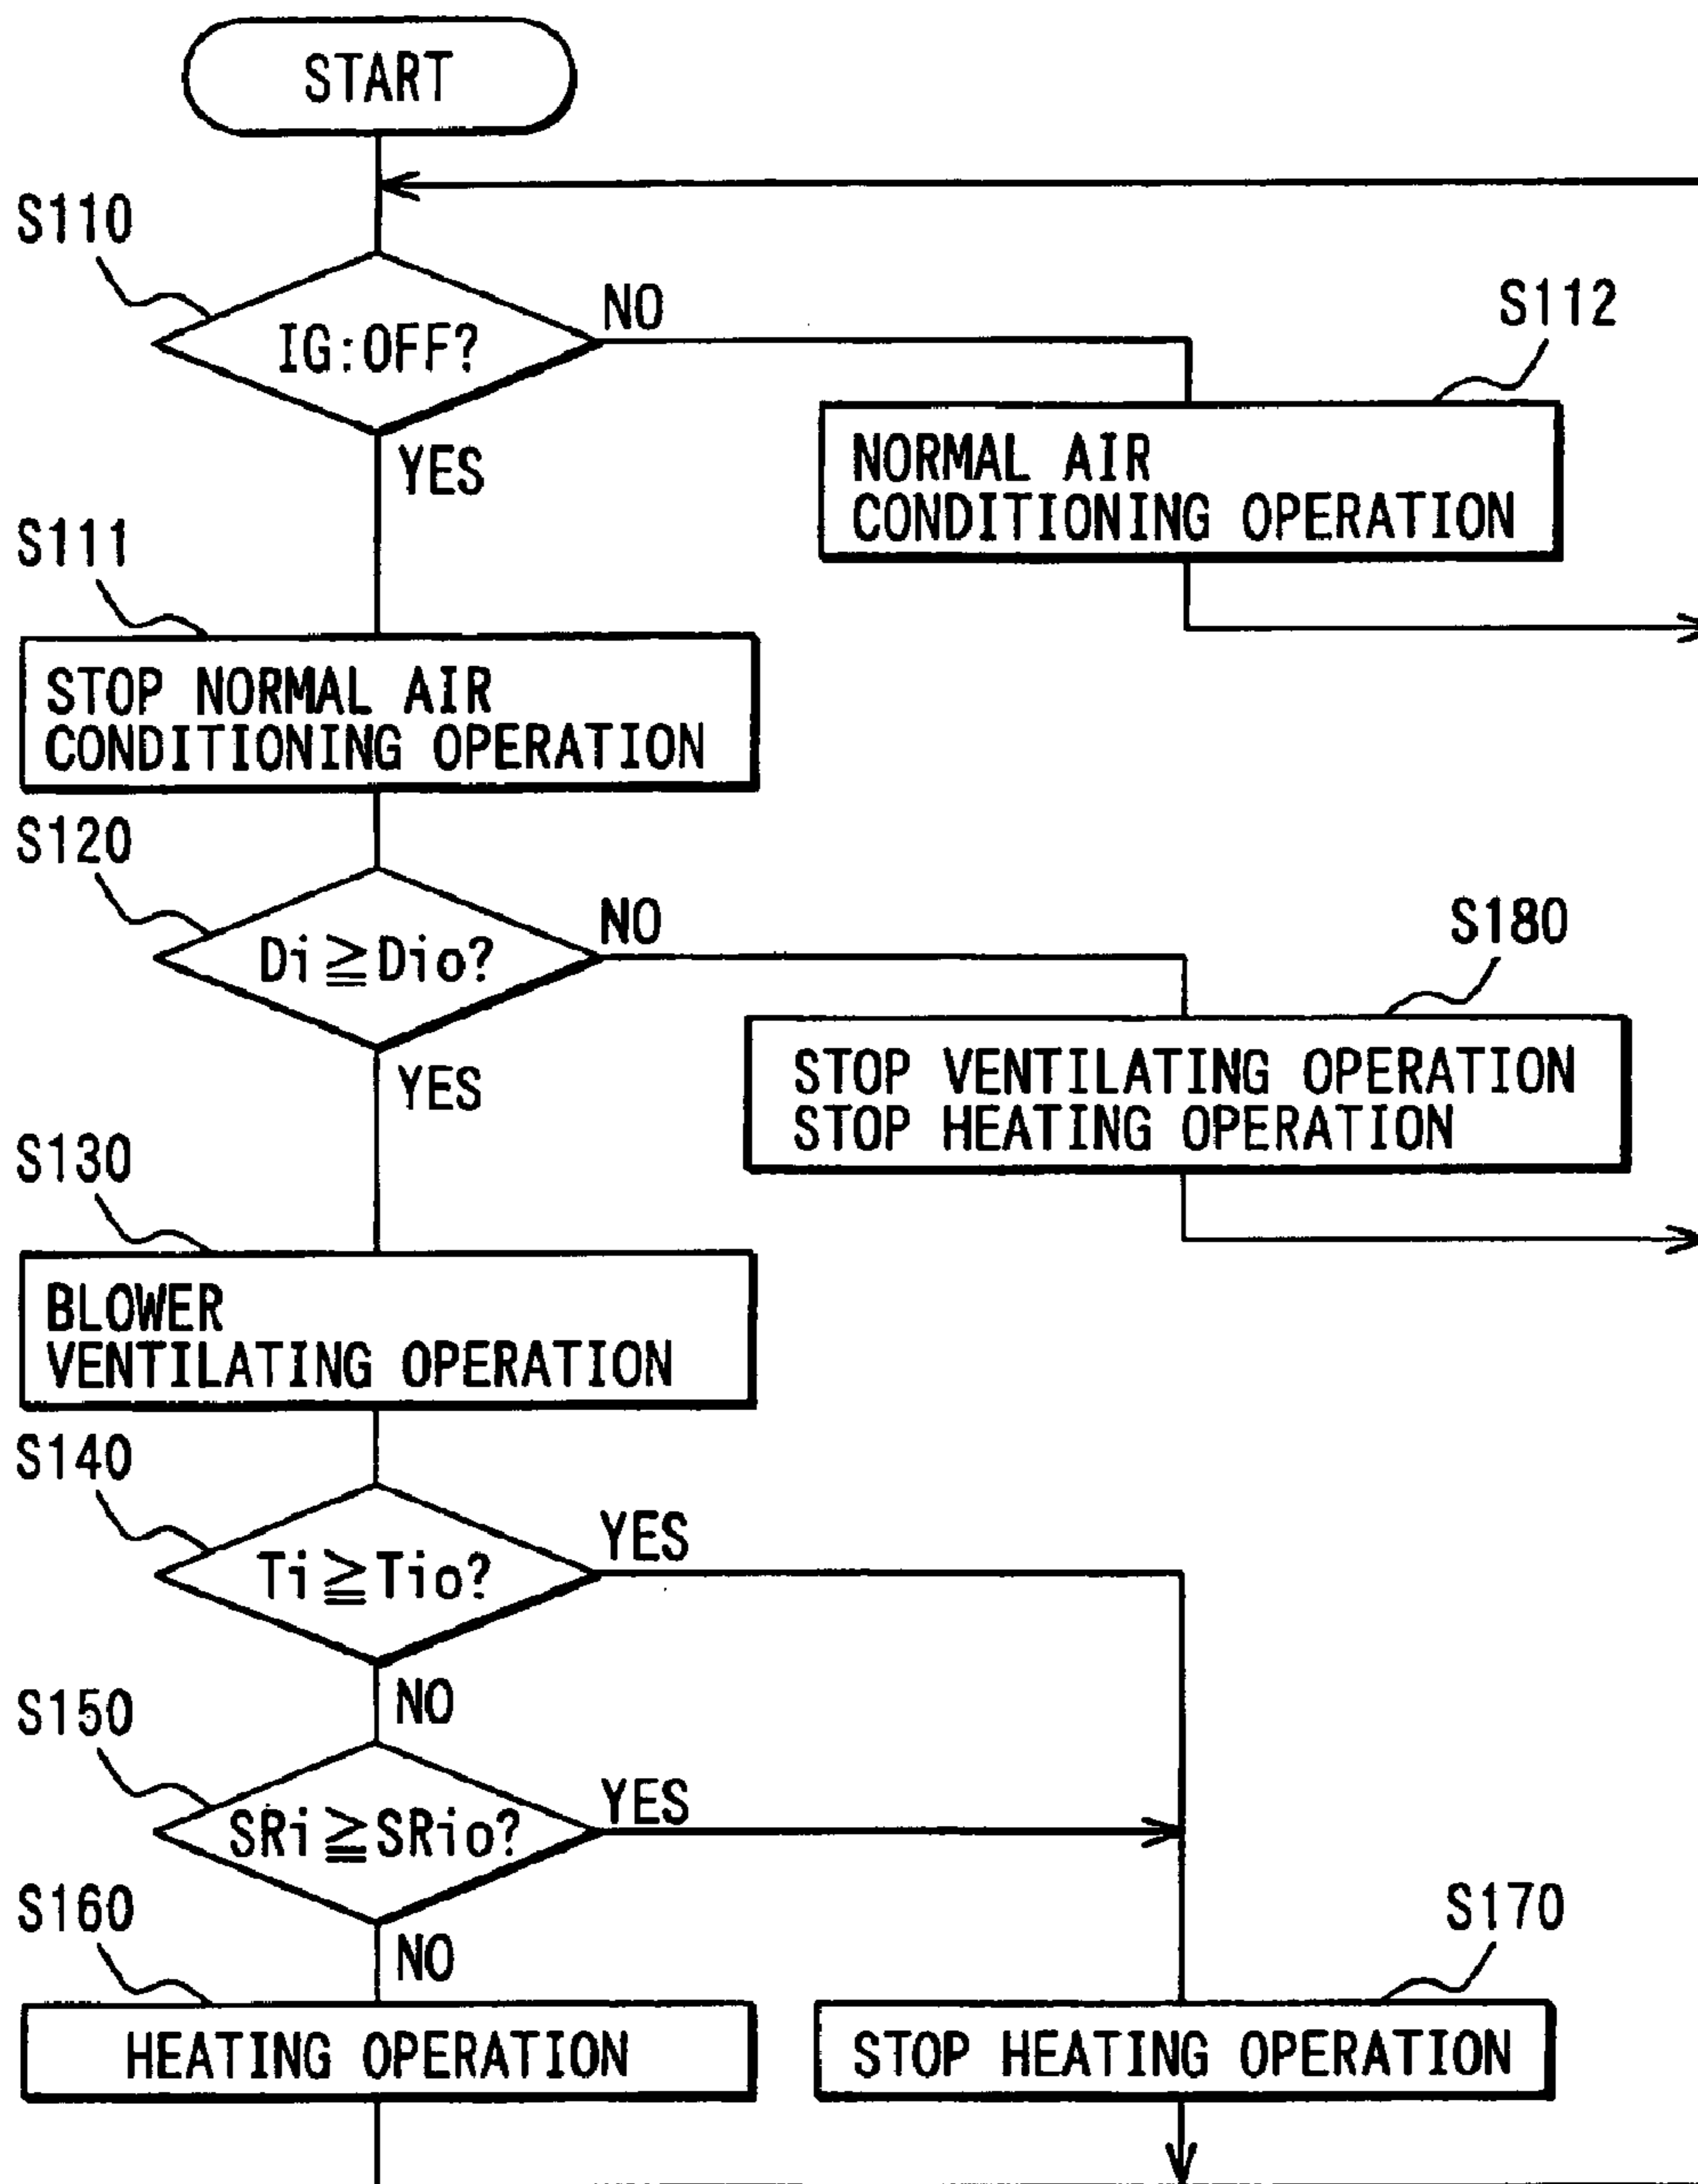 START
S110
IG:OFF?
NO
S112
NORMAL AIR
CONDITIONING OPERATION
YES
S111
STOP NORMAL AIR
CONDITIONING OPERATION
S120
Di≧Dio?
NO
S180
STOP VENTILATING OPERATION
STOP HEATING OPERATION
YES
S130
BLOWER
VENTILATING OPERATION
S140
Ti≧Tio?
YES
NO
S150
SRi≧SRio?
YES
NO
S160
HEATING OPERATION
S170
STOP HEATING OPERATION